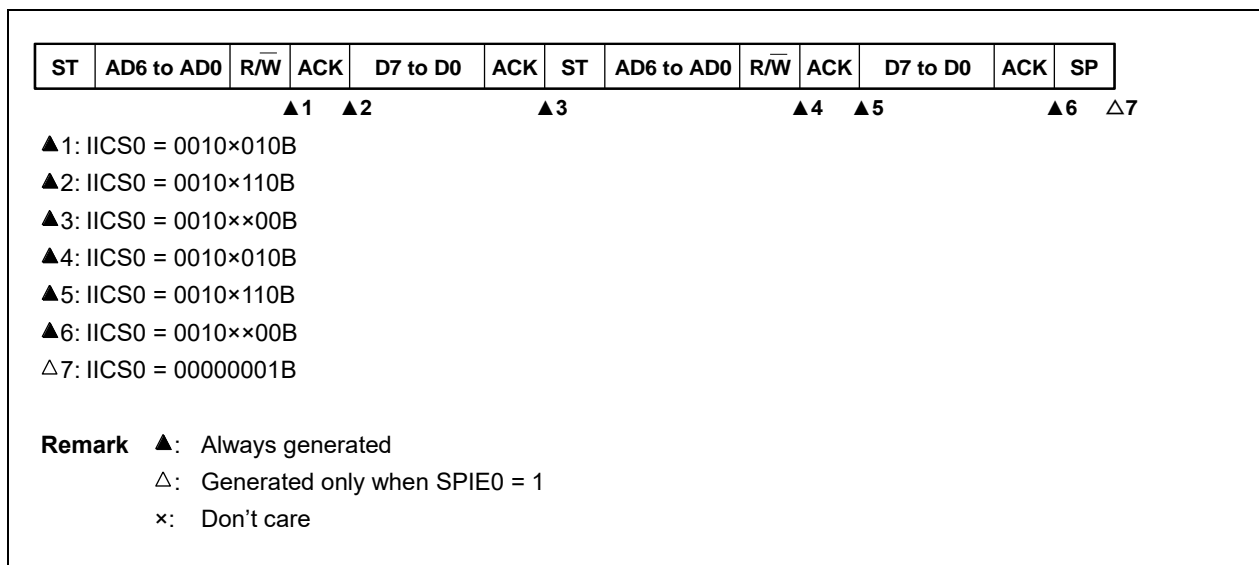 ST AD6 to AD0 R/W̅ ACK D7 to D0 ACK ST AD6 to AD0 R/W̅ ACK D7 to D0 ACK SP
▲1 ▲2 ▲3 ▲4 ▲5 ▲6 △7
▲1: IICS0 = 0010×010B
▲2: IICS0 = 0010×110B
▲3: IICS0 = 0010××00B
▲4: IICS0 = 0010×010B
▲5: IICS0 = 0010×110B
▲6: IICS0 = 0010××00B
△7: IICS0 = 00000001B
Remark ▲: Always generated
△: Generated only when SPIE0 = 1
×: Don’t care